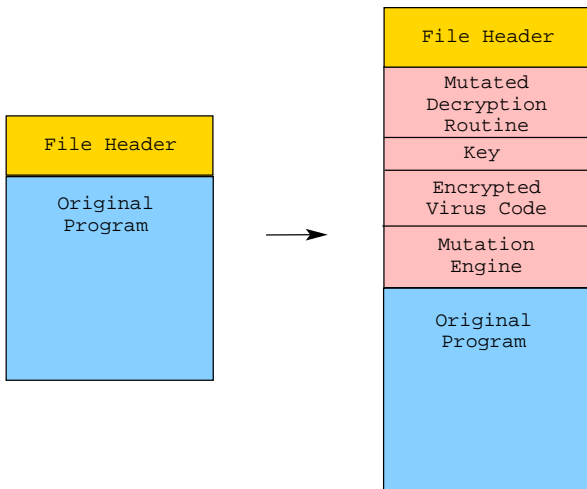 File Header
Original
Program
File Header
Mutated
Decryption
Routine
Key
Encrypted
Virus Code
Mutation
Engine
Original
Program